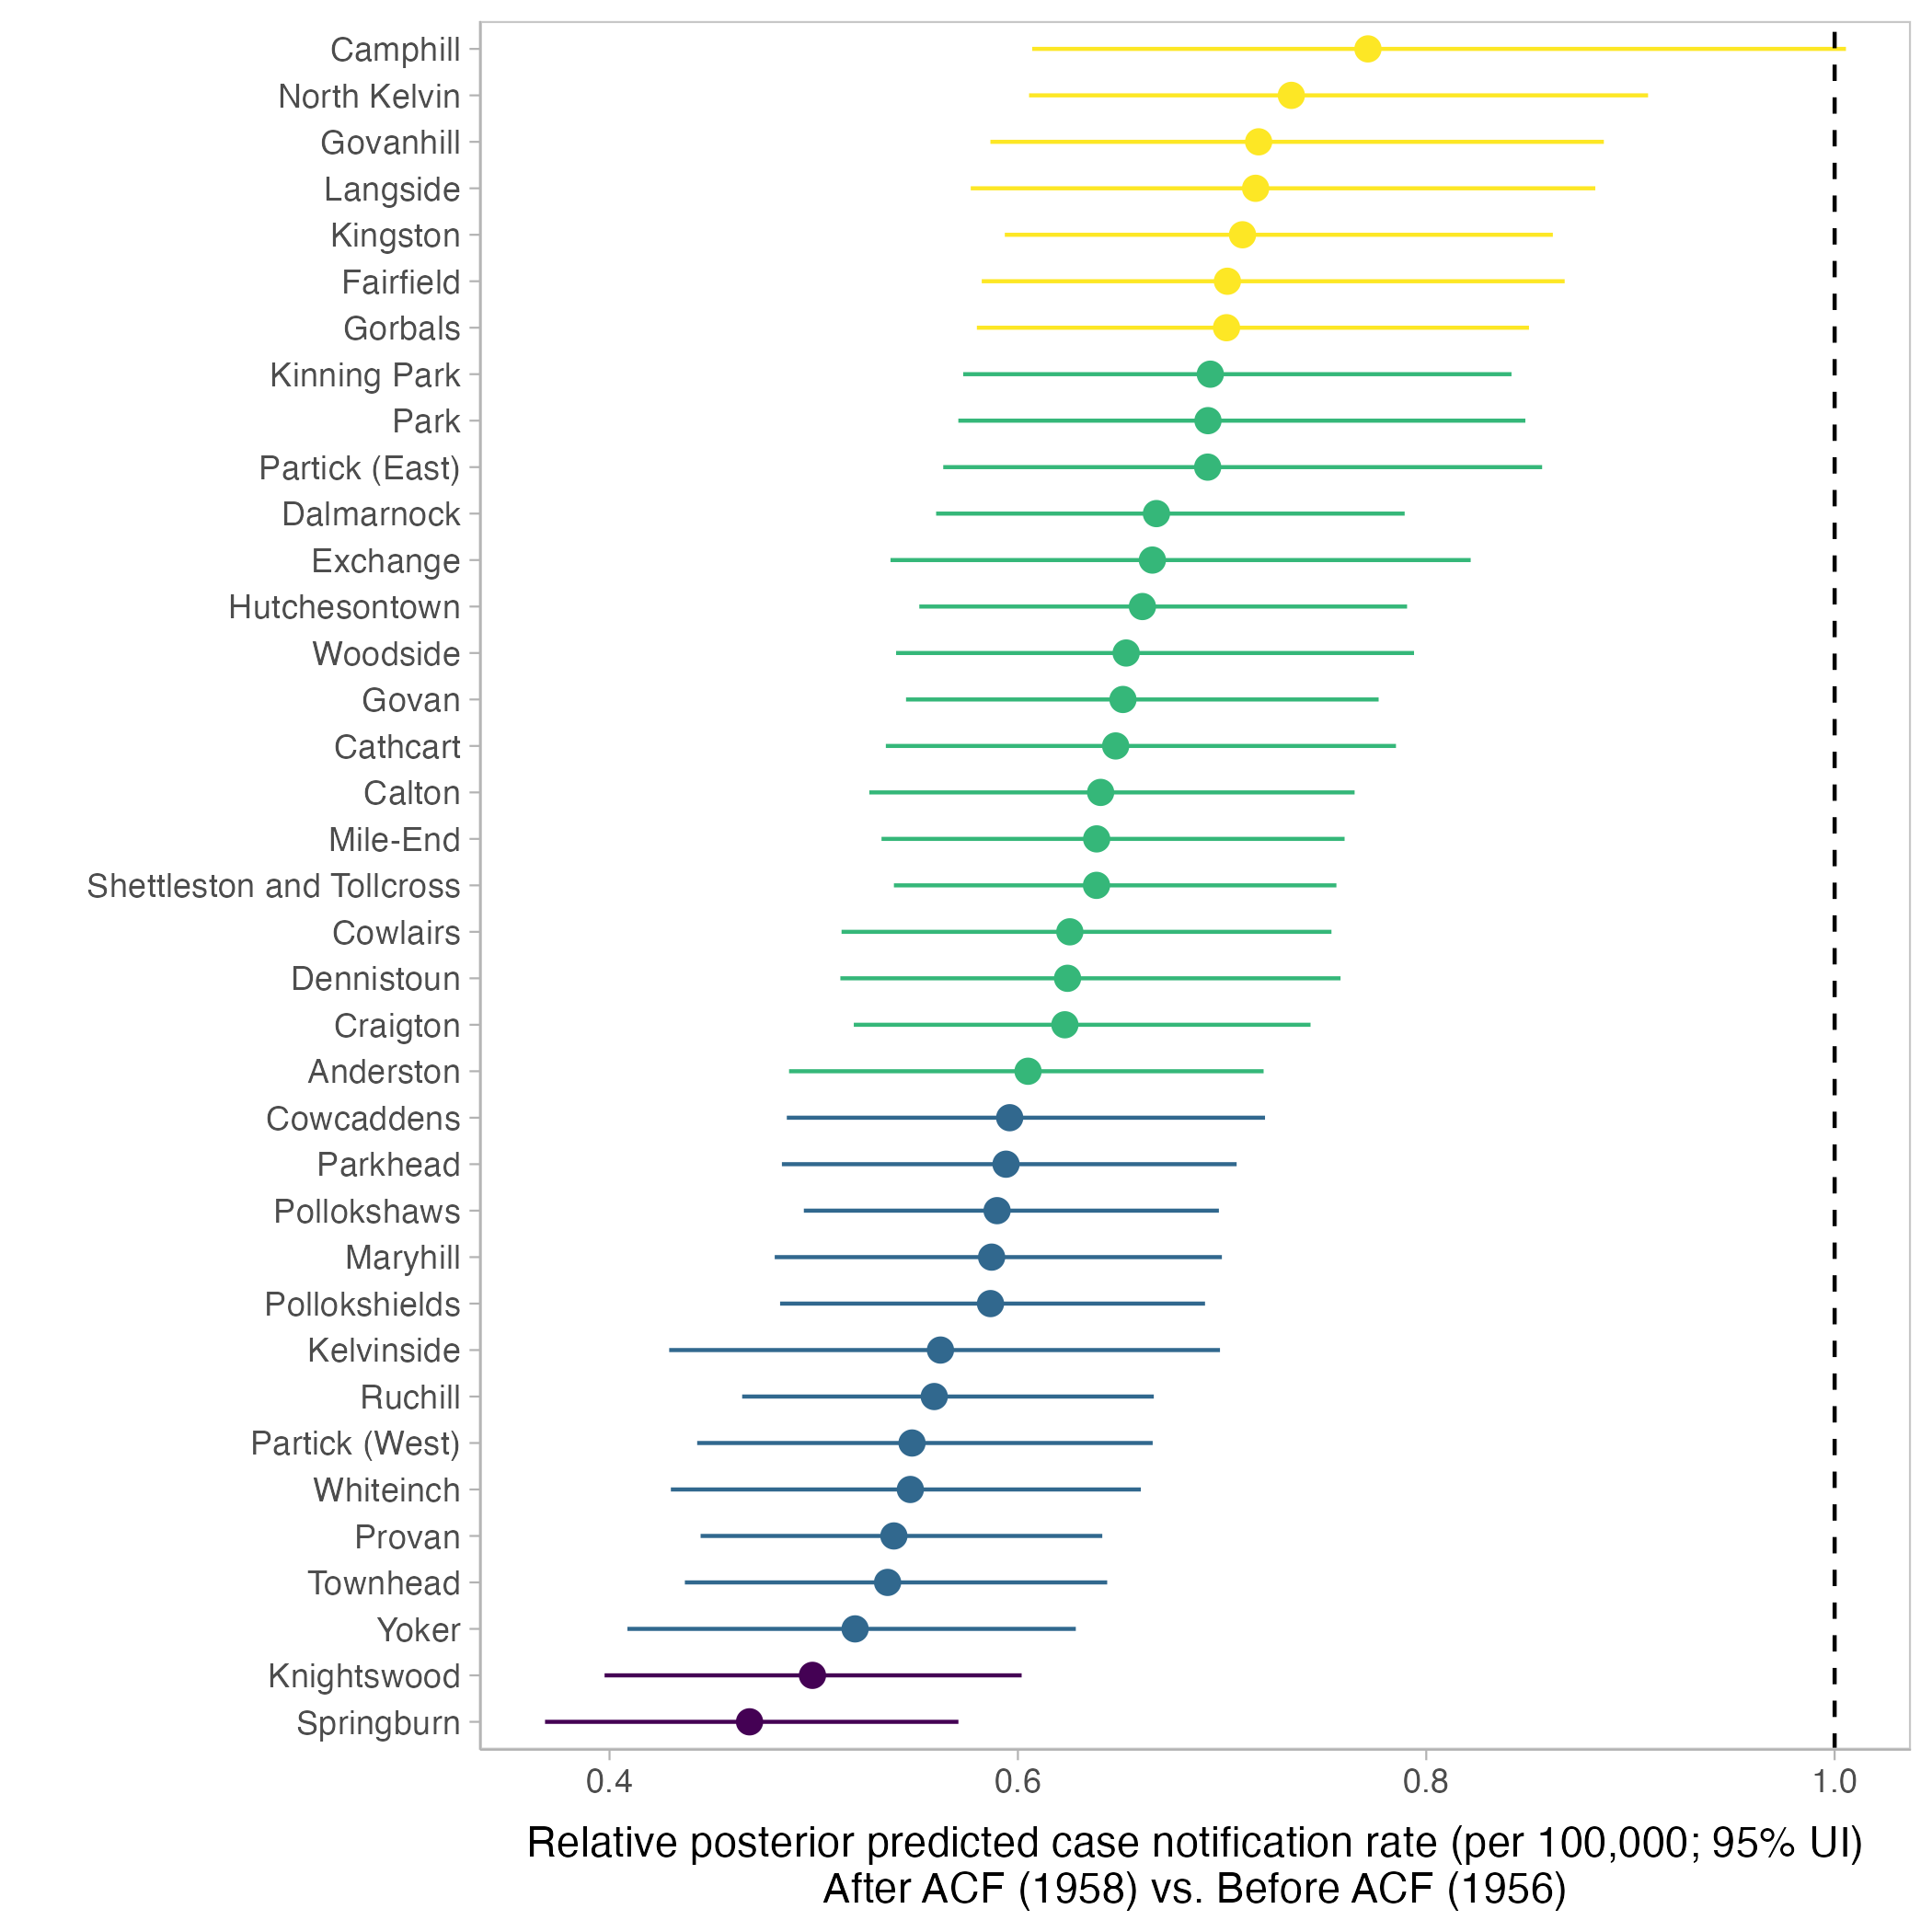 Camphill
North Kelvin
Govanhill
Langside
Kingston
Fairfield
Gorbals
Kinning Park
Park
Partick (East)
Dalmarnock
Exchange
Hutchesontown
Woodside
Govan
Cathcart
Calton
Mile-End
Shettleston and Tollcross
Cowlairs
Dennistoun
Craigton
Anderston
Cowcaddens
Parkhead
Pollokshaws
Maryhill
Pollokshields
Kelvinside
Ruchill
Partick (West)
Whiteinch
Provan
Townhead
Yoker
Knightswood
Springburn
0.4 0.6 0.8 1.0
Relative posterior predicted case notification rate (per 100,000; 95% UI)
After ACF (1958) vs. Before ACF (1956)